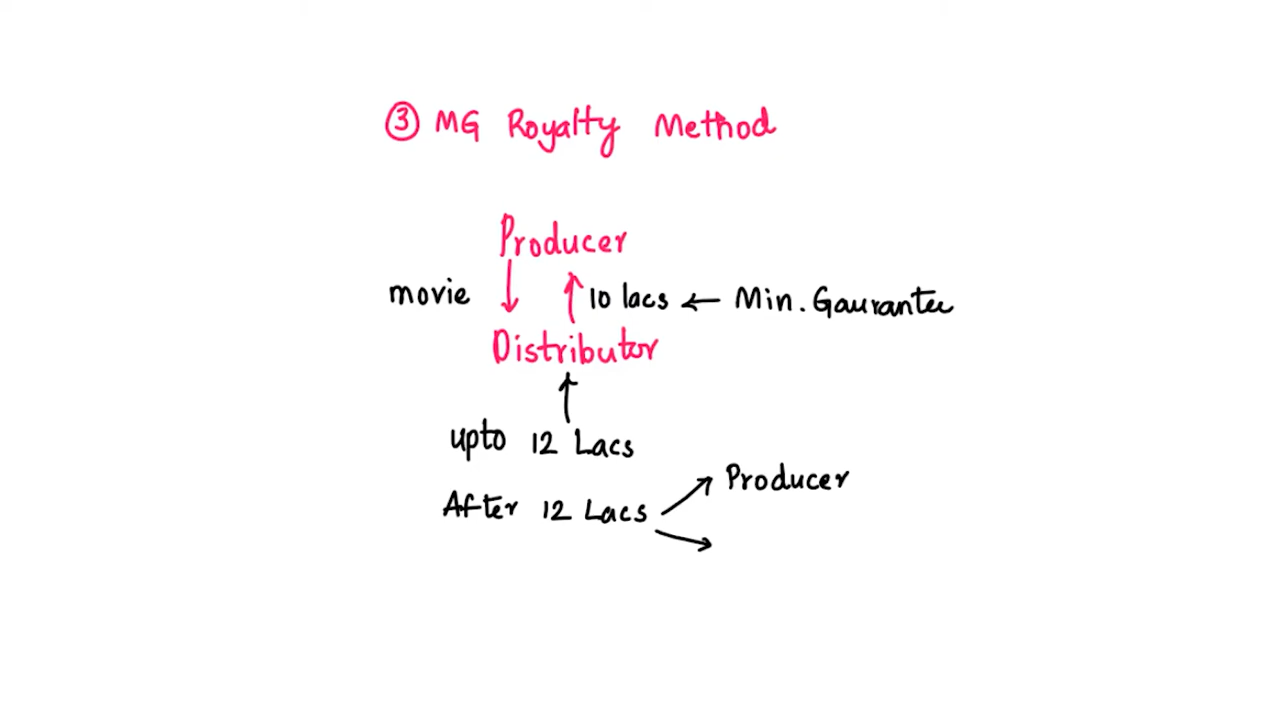 ③ MG Royalty Method
Producer
movie 10 lacs ← Min. Gaurantee
Distributor
upto 12 Lacs
Producer
After 12 Lacs